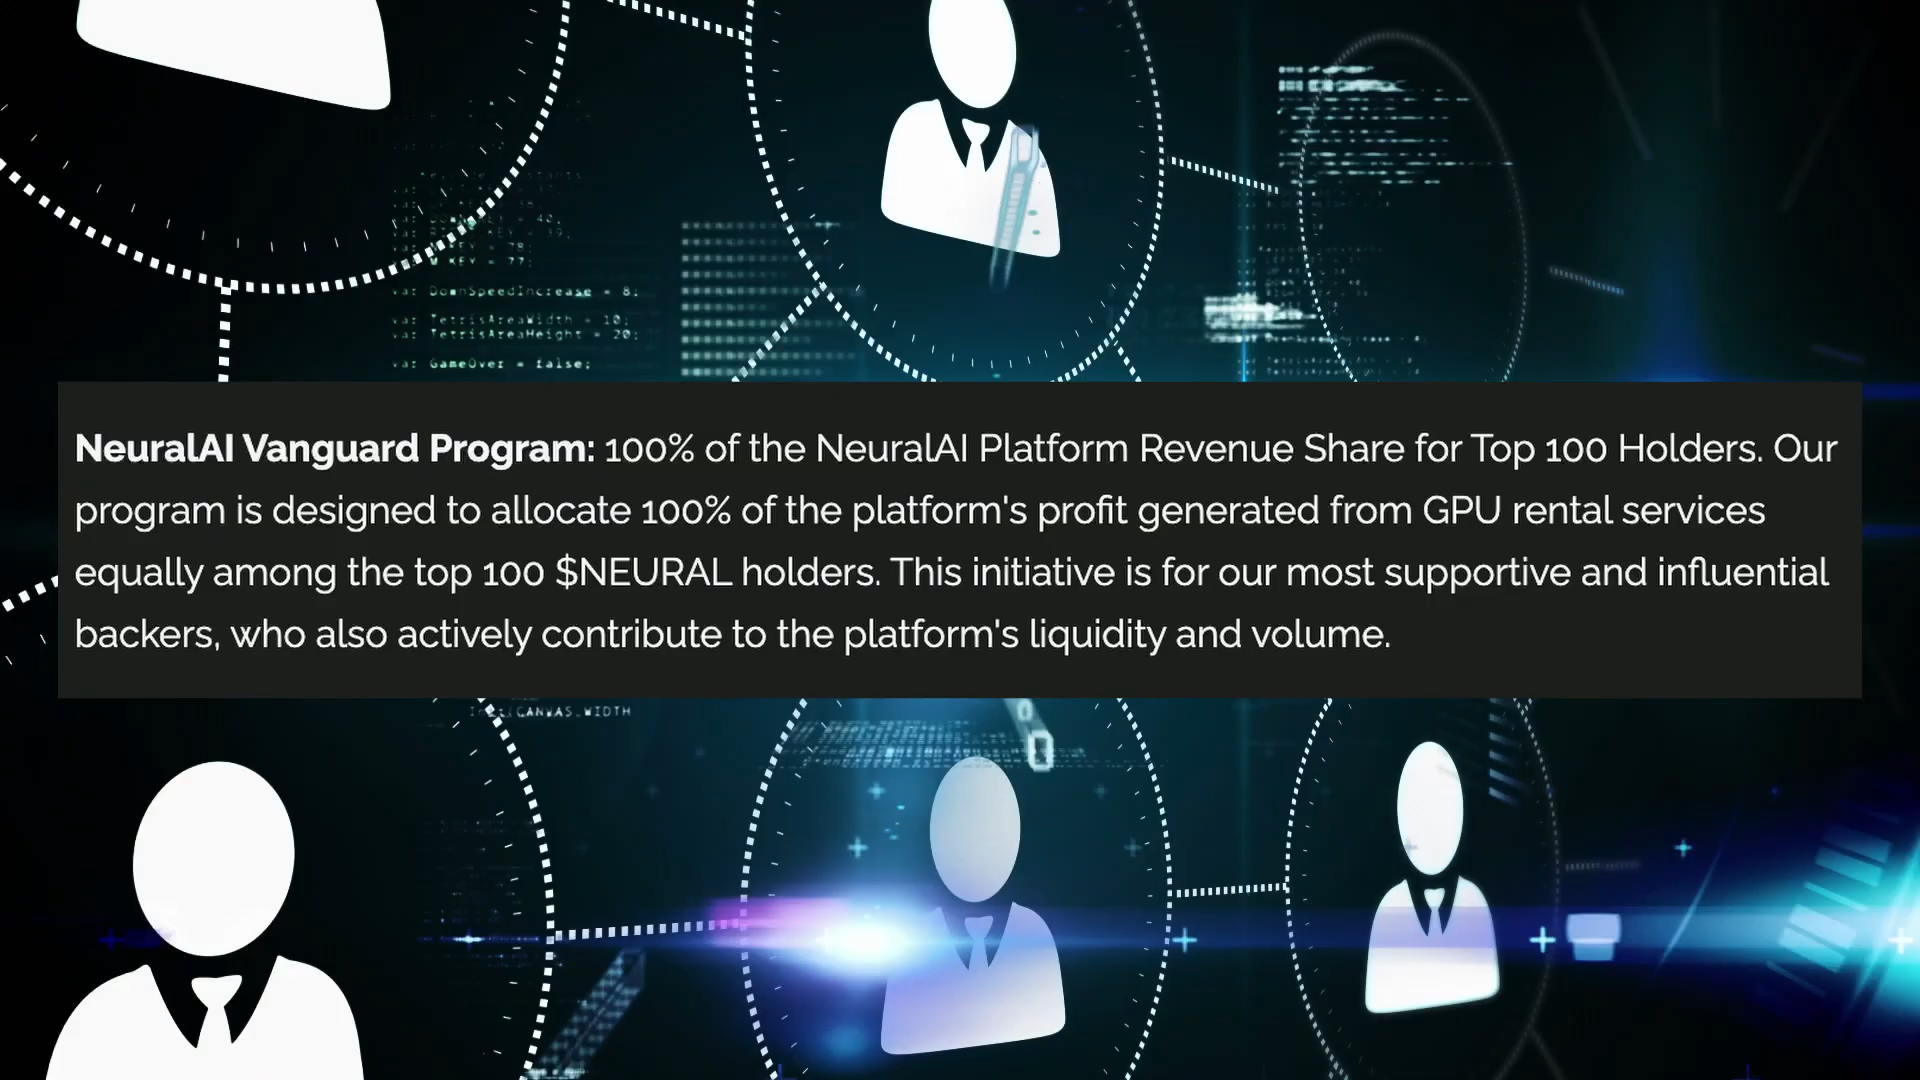 var DownSpeedIncrease = 8;
var TetrisAreaWidth = 10;
var TetrisAreaHeight = 20;
var GameOver = false;
NeuralAI Vanguard Program: 100% of the NeuralAI Platform Revenue Share for Top 100 Holders. Our
program is designed to allocate 100% of the platform's profit generated from GPU rental services
equally among the top 100 $NEURAL holders. This initiative is for our most supportive and influential
backers, who also actively contribute to the platform's liquidity and volume.